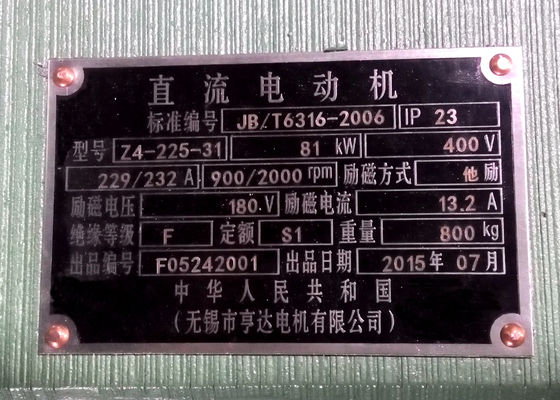 直流电动机
标准编号 JB/T6316-2006 IP 23
型号 Z4-225-31 81 kW 400 V
229/232 A 900/2000 rpm 励磁方式 他励
励磁电压 180 V 励磁电流 13.2 A
绝缘等级 F 定额 S1 重量 800 kg
出品编号 F05242001 出品日期 2015年 07月
中华人民共和国
(无锡市亨达电机有限公司)